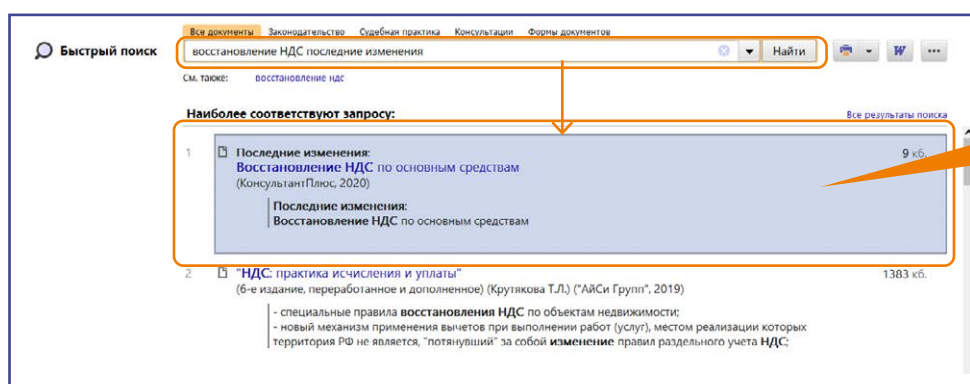 Все документы Законодательство Судебная практика Консультации Формы документов
Быстрый поиск
восстановление НДС последние изменения
Найти
См. также: восстановление ндс
Наиболее соответствуют запросу:
Все результаты поиска
1 Последние изменения: 9 кб.
Восстановление НДС по основным средствам
(КонсультантПлюс, 2020)
Последние изменения:
Восстановление НДС по основным средствам
2 "НДС: практика исчисления и уплаты" 1383 кб.
(6-е издание, переработанное и дополненное) (Крутякова Т.Л.) ("АйСи Групп", 2019)
- специальные правила восстановления НДС по объектам недвижимости;
- новый механизм применения вычетов при выполнении работ (услуг), местом реализации которых
территория РФ не является, "потянувший" за собой изменение правил раздельного учета НДС;